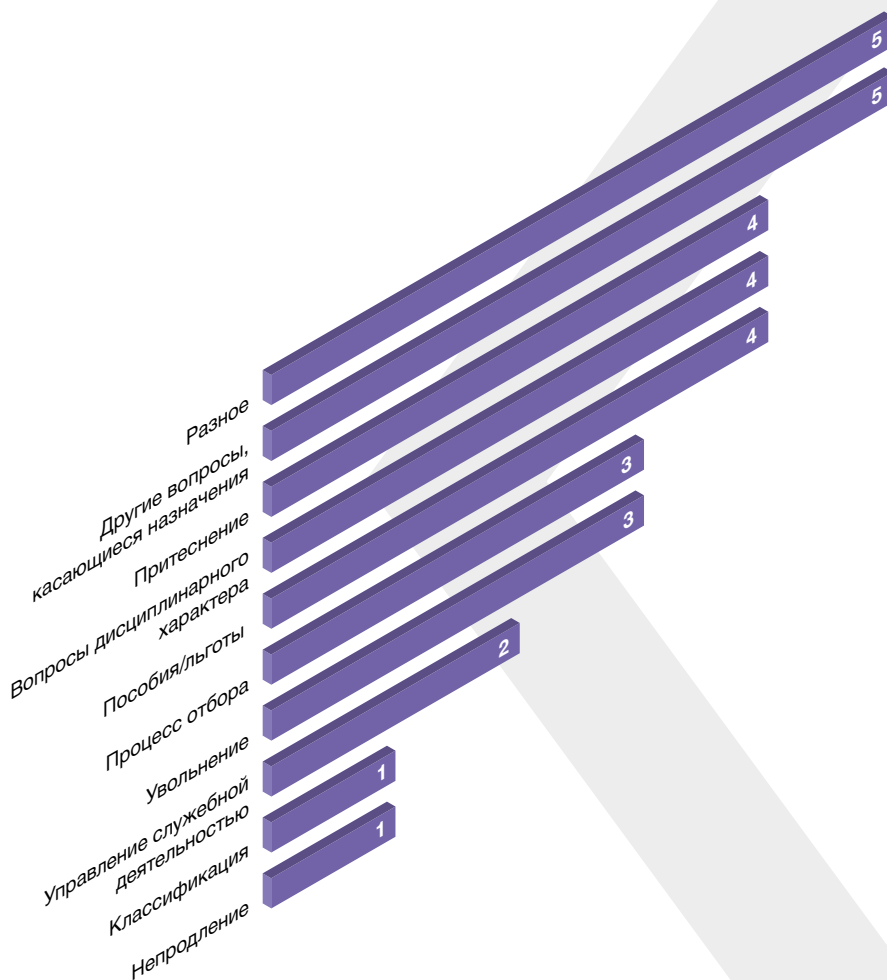 5
5
4
4
4
3
3
2
1
1
Разное
Другие вопросы,
касающиеся назначения
Притеснение
Вопросы дисциплинарного
характера
Пособия/льготы
Процесс отбора
Увольнение
Управление служебной
деятельностью
Классификация
Непродление